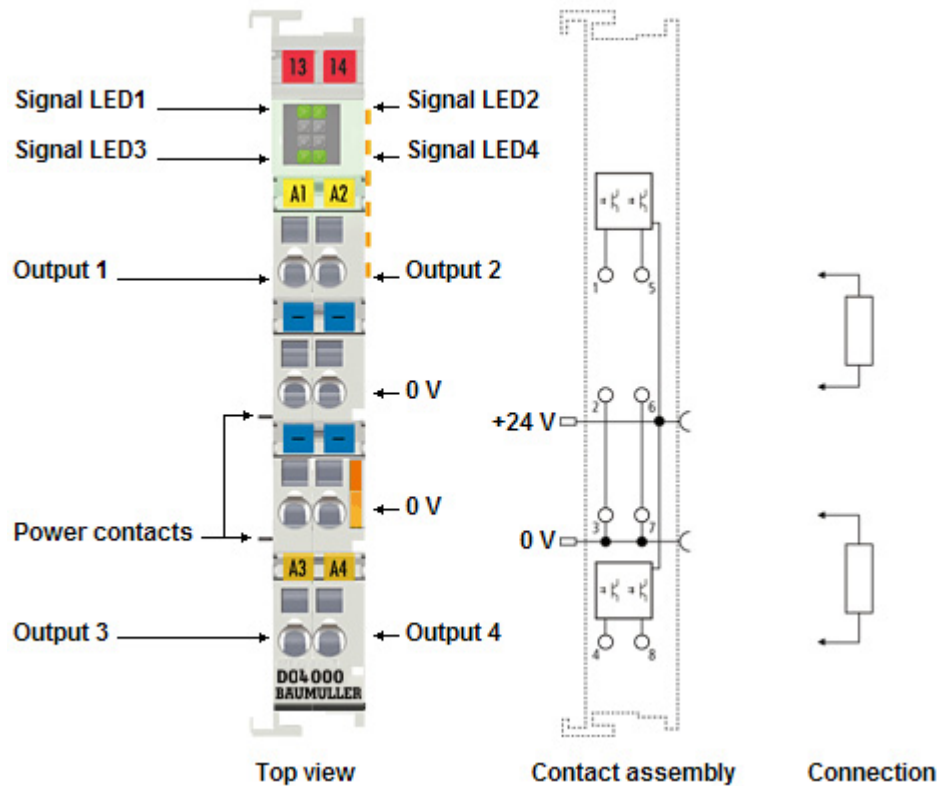 13 14
Signal LED1
Signal LED2
Signal LED3
Signal LED4
A1 A2
Output 1
Output 2
1 5
- -
0 V
2 6
+24 V
- -
0 V
Power contacts
3 7
0 V
A3 A4
Output 3
Output 4
4 8
DO4000
BAUMULLER
Top view
Contact assembly
Connection